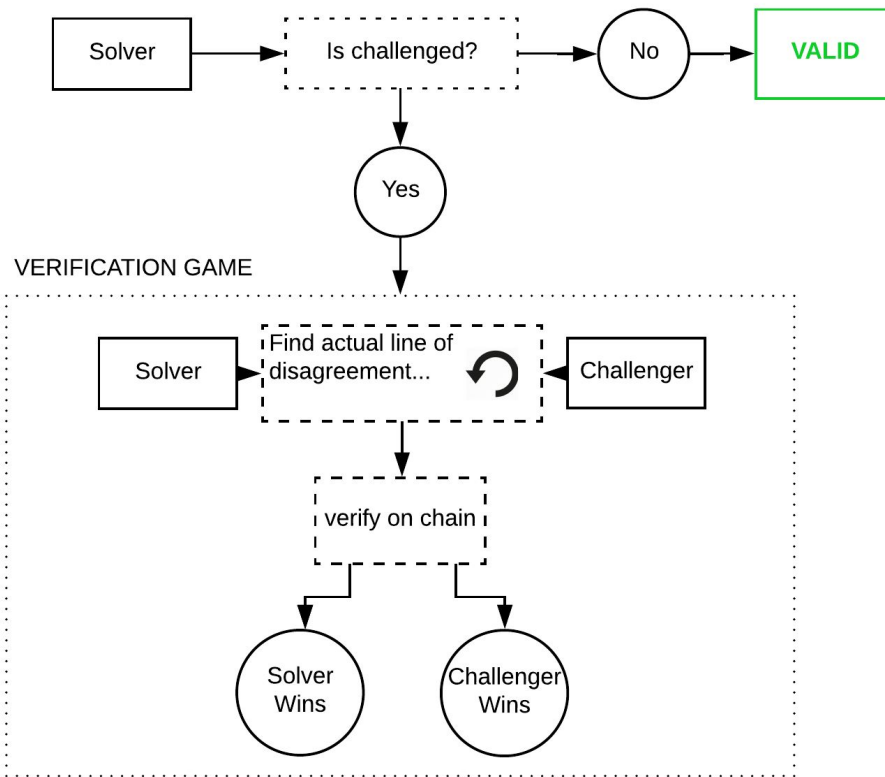 Solver
Is challenged?
No
VALID
Yes
VERIFICATION GAME
Find actual line of
disagreement...
Solver
Challenger
verify on chain
Solver
Wins
Challenger
Wins